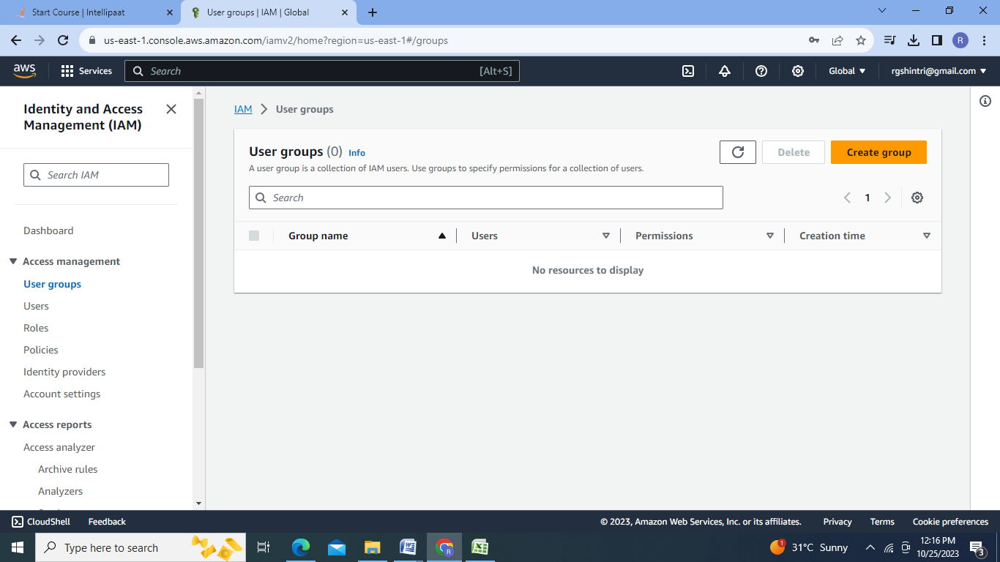 Start Course | Intellipaat
User groups | IAM | Global
us-east-1.console.aws.amazon.com/iamv2/home?region=us-east-1#/groups
R
aws
Services
Search
[Alt+S]
Global
rgshintri@gmail.com
Identity and Access
Management (IAM)
Search IAM
Dashboard
Access management
User groups
Users
Roles
Policies
Identity providers
Account settings
Access reports
Access analyzer
Archive rules
Analyzers
IAM > User groups
User groups (0) Info
A user group is a collection of IAM users. Use groups to specify permissions for a collection of users.
Delete
Create group
Search
1
Group name
Users
Permissions
Creation time
No resources to display
CloudShell
Feedback
© 2023, Amazon Web Services, Inc. or its affiliates.
Privacy
Terms
Cookie preferences
Type here to search
R
1
31°C Sunny
12:16 PM
10/25/2023
3